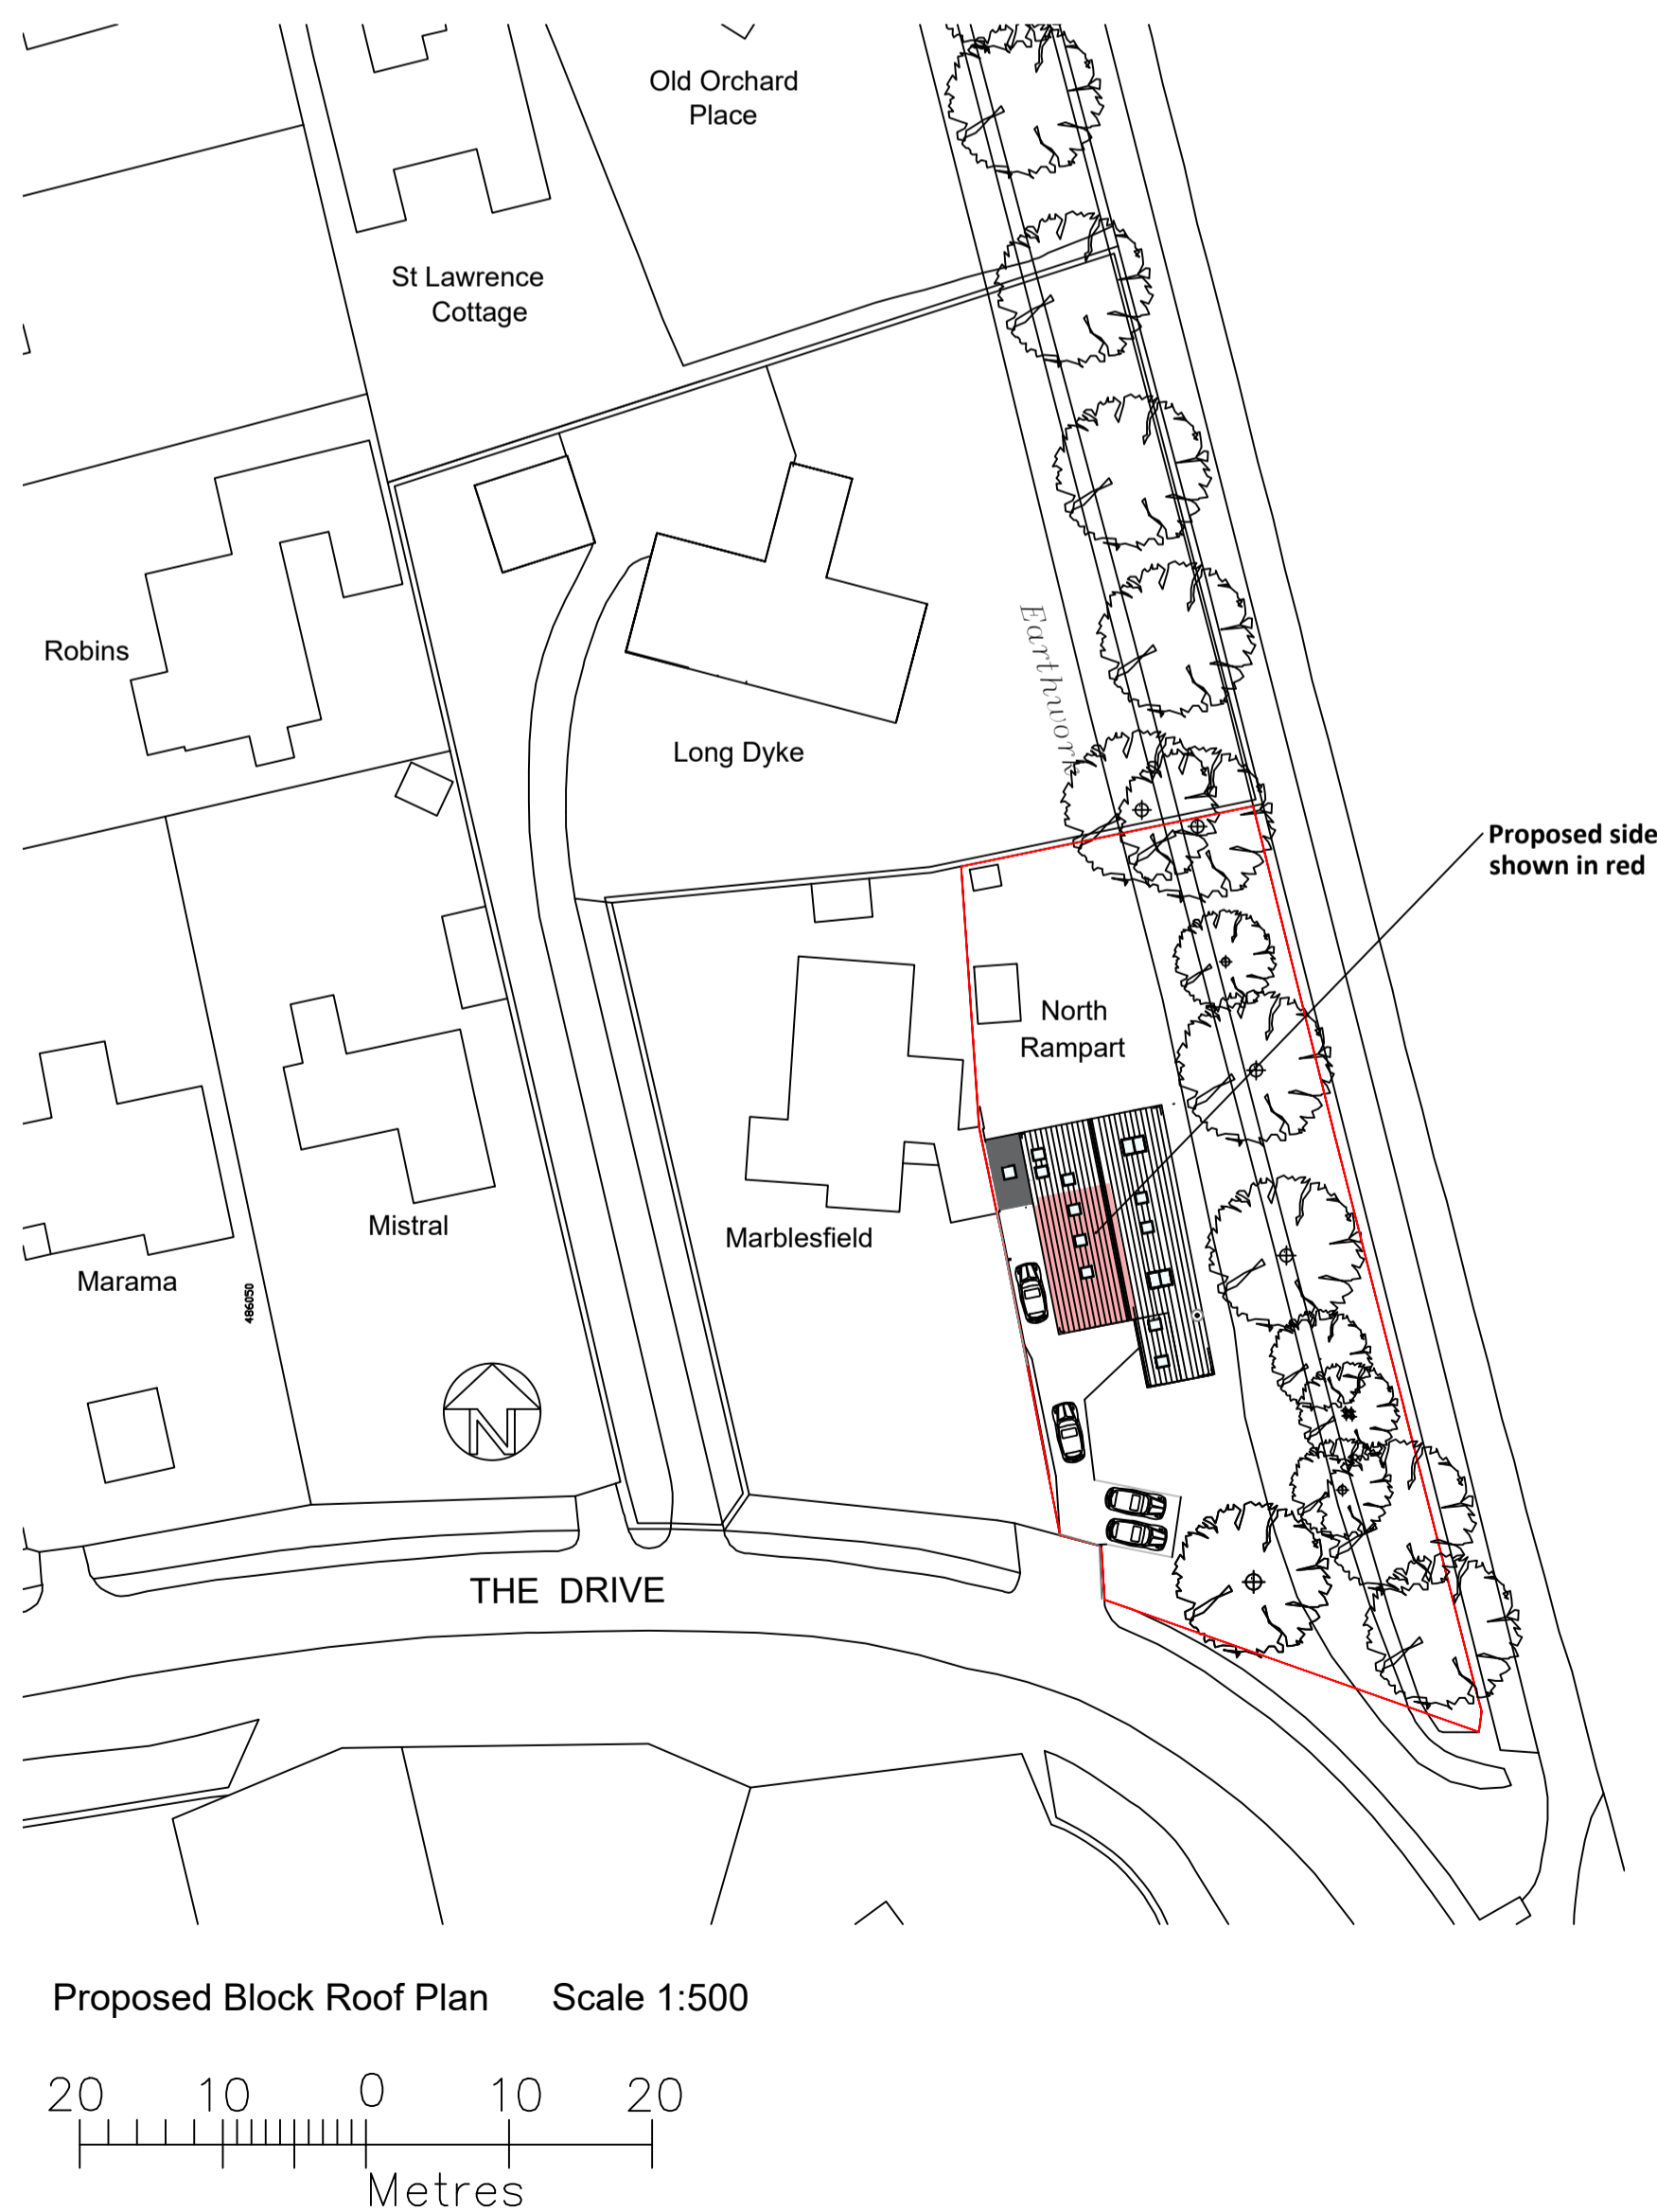 Old Orchard
Place
St Lawrence
Cottage
Earthwork
Robins
Long Dyke
Proposed side
shown in red
North
Rampart
Mistral
Marblesfield
Marama
486050
N
THE DRIVE
Proposed Block Roof Plan Scale 1:500
20 10 0 10 20
Metres